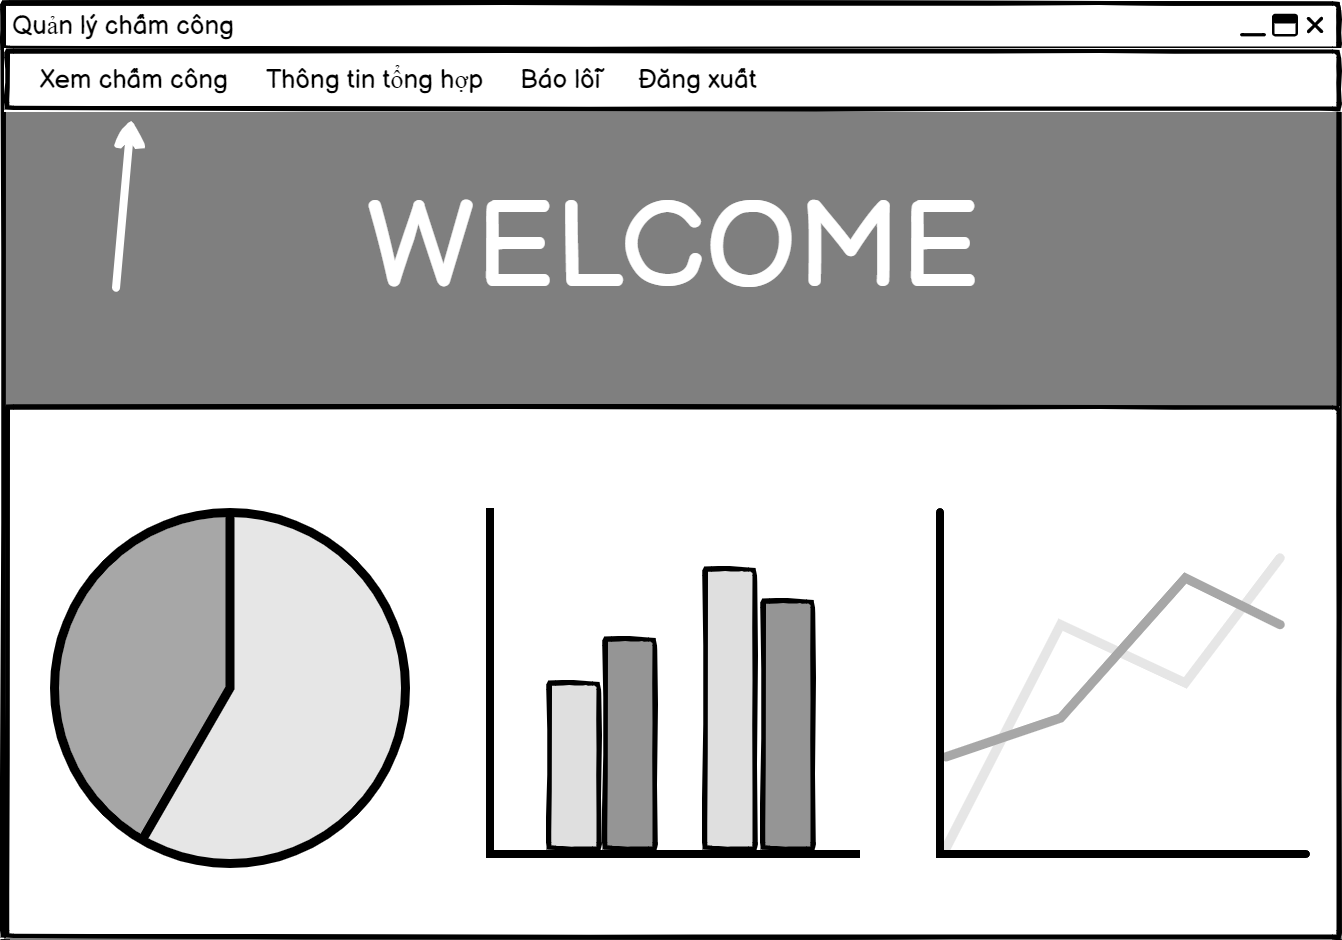 Quản lý chấm công
Xem chấm công Thông tin tổng hợp Báo lỗi Đăng xuất
WELCOME